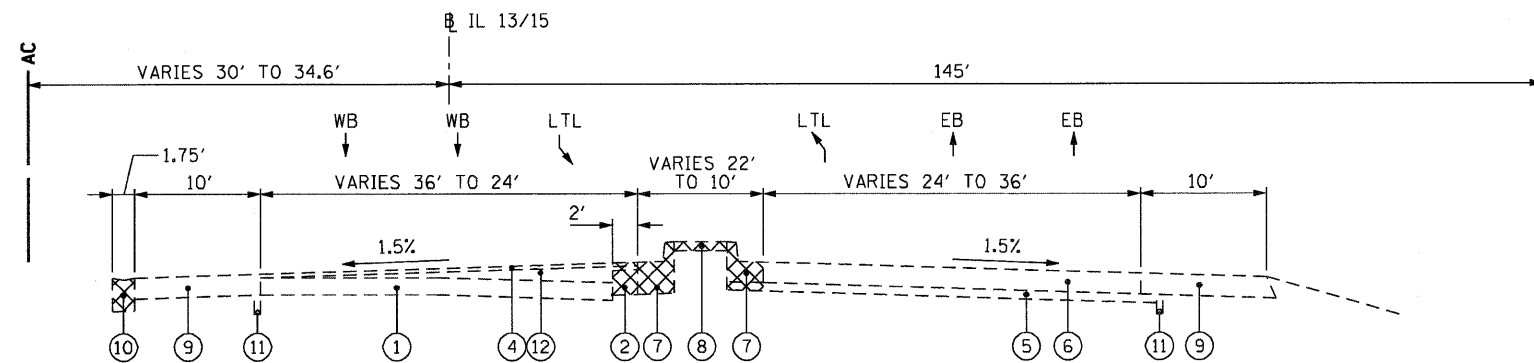 ℄ IL 13/15
AC
VARIES 30' TO 34.6'
145'
WB
WB
LTL
LTL
EB
EB
1.75'
10'
VARIES 36' TO 24'
VARIES 22'
TO 10'
VARIES 24' TO 36'
10'
2'
1.5%
1.5%
10
9
11
1
4
12
2
7
8
7
5
6
11
9